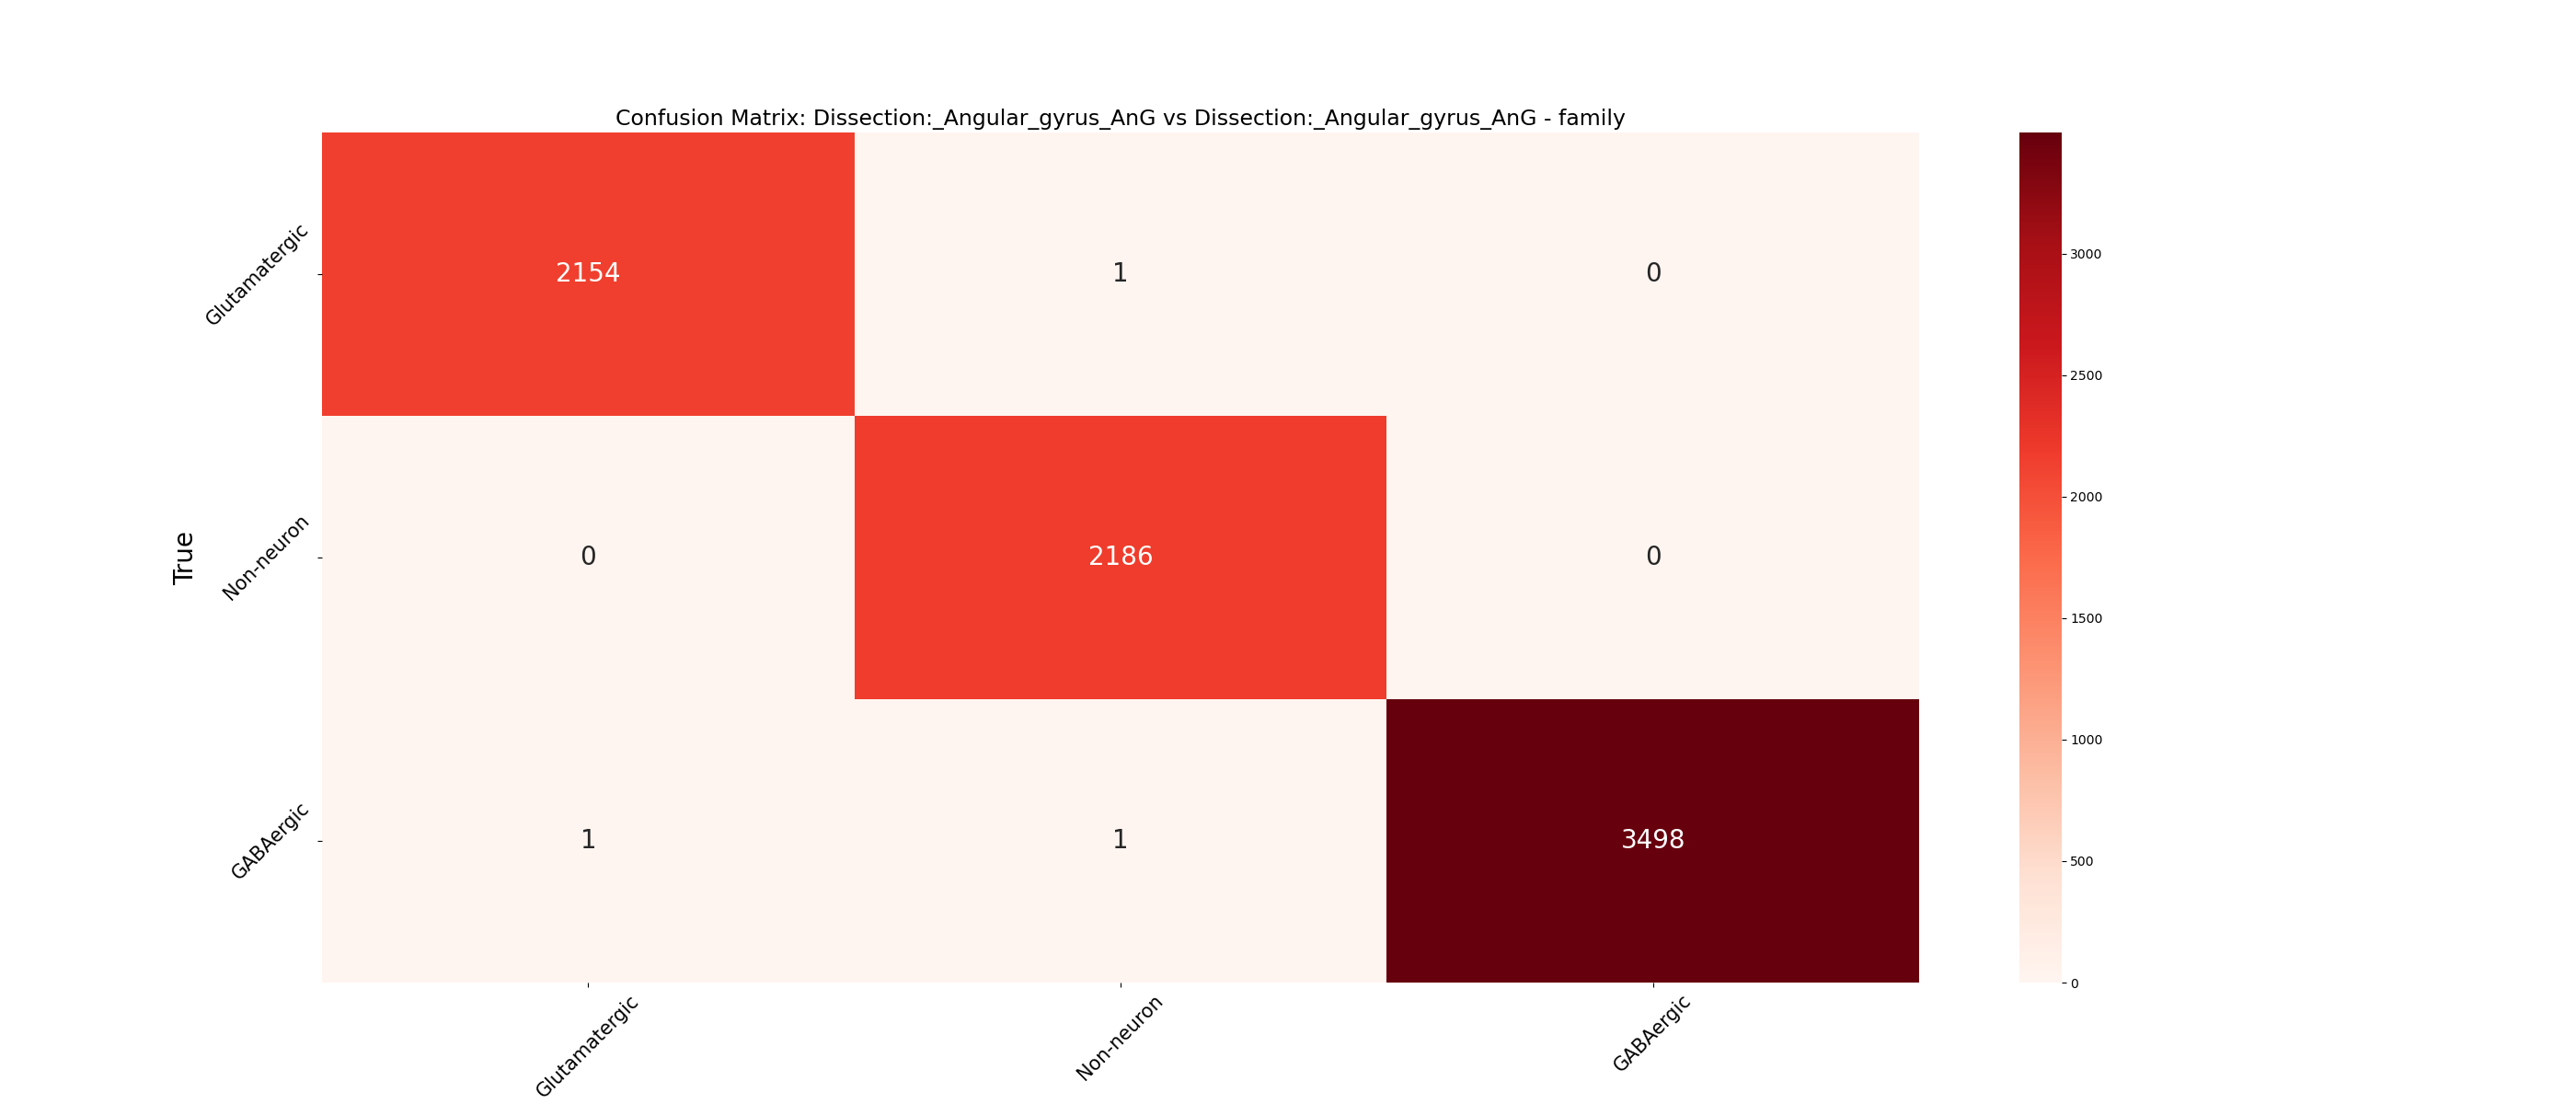 Confusion Matrix: Dissection:_Angular_gyrus_AnG vs Dissection:_Angular_gyrus_AnG - family
True
Glutamatergic
2154 1 0
Non-neuron
0 2186 0
GABAergic
1 1 3498
Glutamatergic Non-neuron GABAergic
3000
2500
2000
1500
1000
500
0